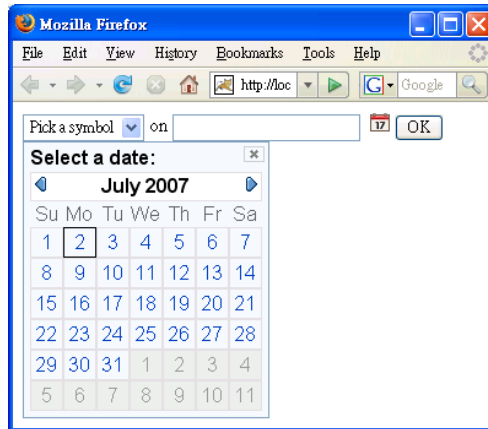 Mozilla Firefox
File Edit View History Bookmarks Tools Help
http://loc G Google
Pick a symbol on 17 OK
Select a date:
July 2007
Su Mo Tu We Th Fr Sa
1 2 3 4 5 6 7
8 9 10 11 12 13 14
15 16 17 18 19 20 21
22 23 24 25 26 27 28
29 30 31 1 2 3 4
5 6 7 8 9 10 11